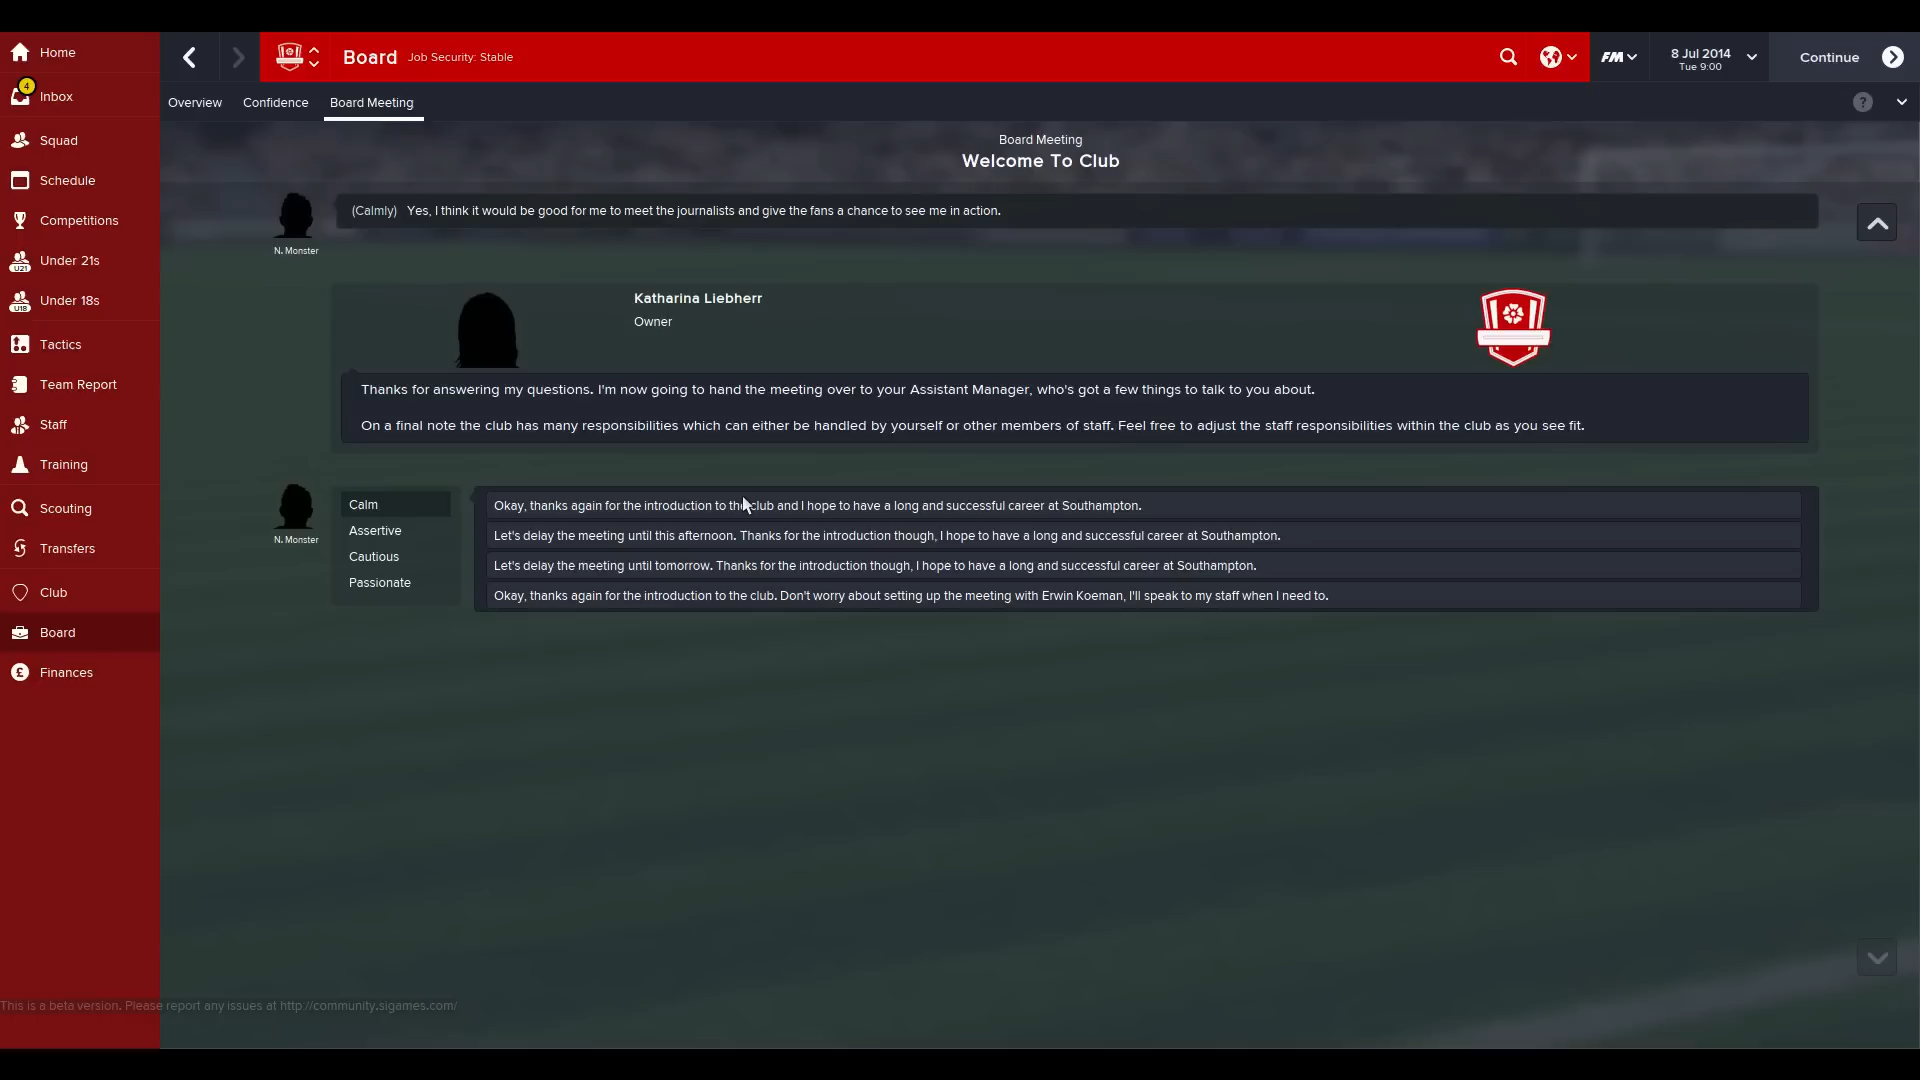 Home
Board
Job Security: Stable
FM
8 Jul 2014
Tue 9:00
Continue
4
Inbox
Overview
Confidence
Board Meeting
?
Squad
Board Meeting
Welcome To Club
Schedule
(Calmly) Yes, I think it would be good for me to meet the journalists and give the fans a chance to see me in action.
N. Monster
Competitions
U21
Under 21s
U18
Under 18s
Katharina Liebherr
Owner
Tactics
Team Report
Thanks for answering my questions. I'm now going to hand the meeting over to your Assistant Manager, who's got a few things to talk to you about.
On a final note the club has many responsibilities which can either be handled by yourself or other members of staff. Feel free to adjust the staff responsibilities within the club as you see fit.
Staff
Training
Scouting
Transfers
Club
Board
£
Finances
N. Monster
Calm
Assertive
Cautious
Passionate
Okay, thanks again for the introduction to the club and I hope to have a long and successful career at Southampton.
Let's delay the meeting until this afternoon. Thanks for the introduction though, I hope to have a long and successful career at Southampton.
Let's delay the meeting until tomorrow. Thanks for the introduction though, I hope to have a long and successful career at Southampton.
Okay, thanks again for the introduction to the club. Don't worry about setting up the meeting with Erwin Koeman, I'll speak to my staff when I need to.
This is a beta version. Please report any issues at http://community.sigames.com/